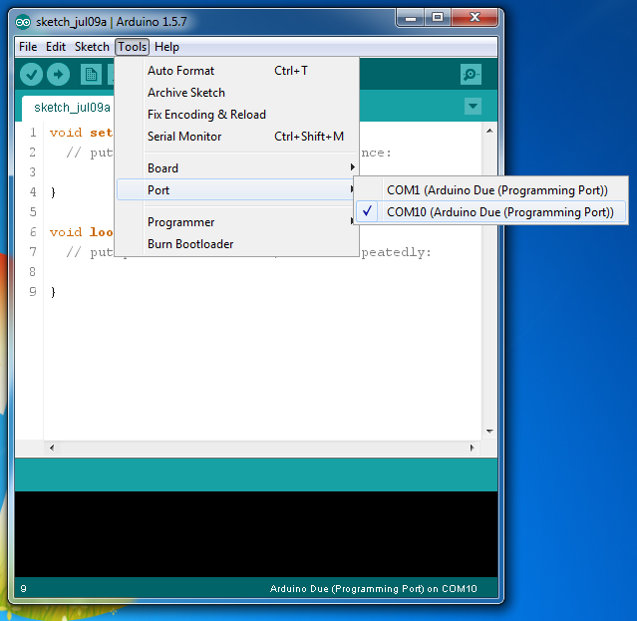 sketch_jul09a | Arduino 1.5.7
File Edit Sketch Tools Help
sketch_jul09a
Auto Format Ctrl+T
Archive Sketch
Fix Encoding & Reload
Serial Monitor Ctrl+Shift+M
Board
Port
Programmer
Burn Bootloader
COM1 (Arduino Due (Programming Port))
COM10 (Arduino Due (Programming Port))
1 void set
2 // put nce:
3
4 }
5
6 void loo
7 // put peatedly:
8
9 }
9 Arduino Due (Programming Port) on COM10